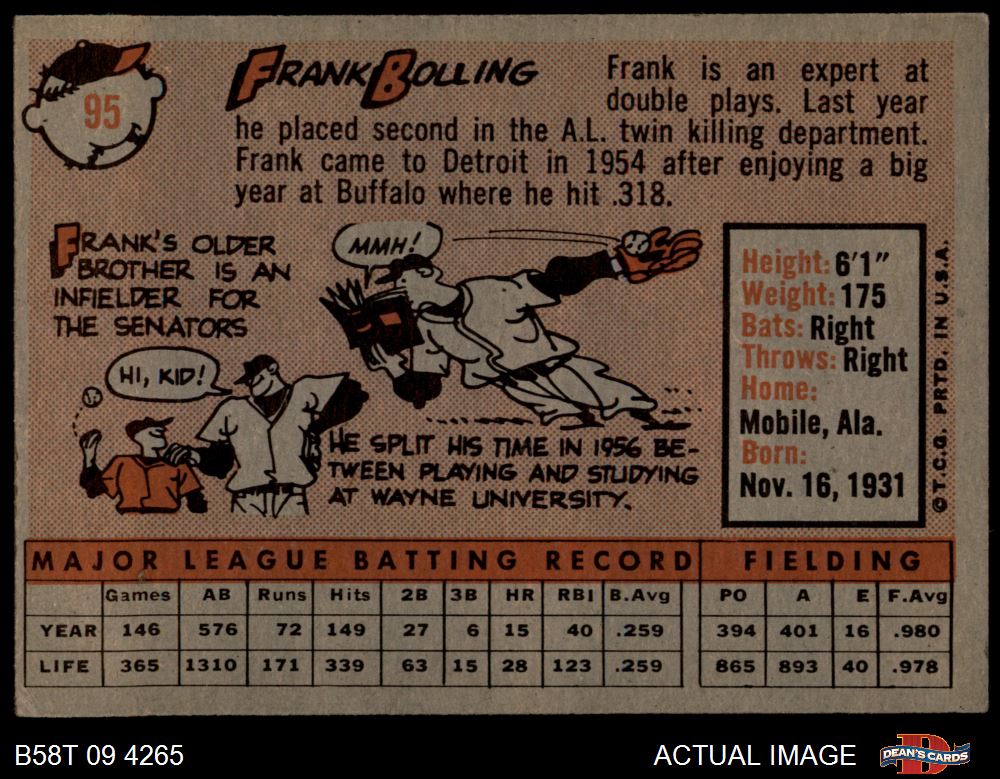 95
FRANK BOLLING
Frank is an expert at
double plays. Last year
he placed second in the A.L. twin killing department.
Frank came to Detroit in 1954 after enjoying a big
year at Buffalo where he hit .318.
FRANK'S OLDER
BROTHER IS AN
INFIELDER FOR
THE SENATORS
HI, KID!
MMH!
HE SPLIT HIS TIME IN 1956 BE-
TWEEN PLAYING AND STUDYING
AT WAYNE UNIVERSITY.
Height: 6'1"
Weight: 175
Bats: Right
Throws: Right
Home:
Mobile, Ala.
Born:
Nov. 16, 1931
© T.C.G. PRTD. IN U.S.A.
MAJOR LEAGUE BATTING RECORD FIELDING
Games AB Runs Hits 2B 3B HR RBI B.Avg PO A E F.Avg
YEAR 146 576 72 149 27 6 15 40 .259 394 401 16 .980
LIFE 365 1310 171 339 63 15 28 123 .259 865 893 40 .978
B58T 09 4265
ACTUAL IMAGE
DEAN'S CARDS